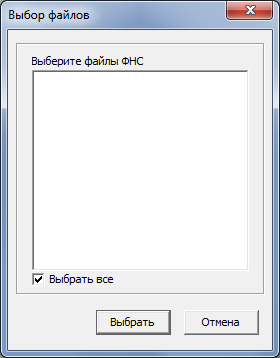 Выбор файлов
Выберите файлы ФНС
Выбрать все
Выбрать
Отмена